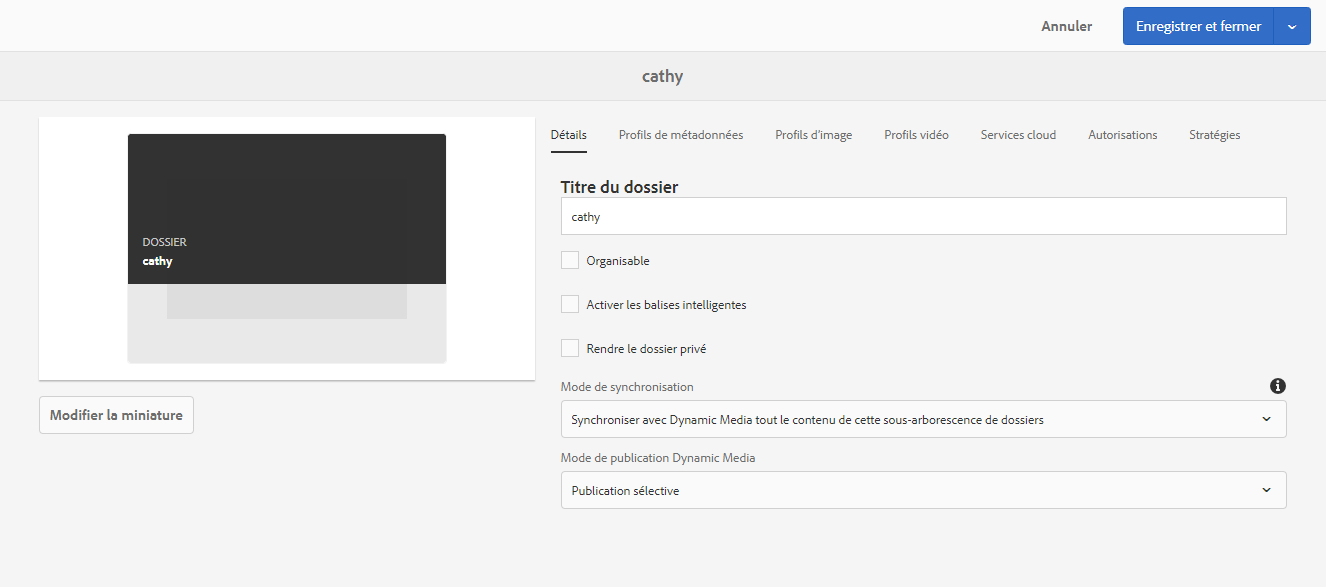 Annuler
Enregistrer et fermer
cathy
DOSSIER
cathy
Modifier la miniature
Détails
Profils de métadonnées
Profils d’image
Profils vidéo
Services cloud
Autorisations
Stratégies
Titre du dossier
cathy
Organisable
Activer les balises intelligentes
Rendre le dossier privé
Mode de synchronisation
Synchroniser avec Dynamic Media tout le contenu de cette sous-arborescence de dossiers
Mode de publication Dynamic Media
Publication sélective